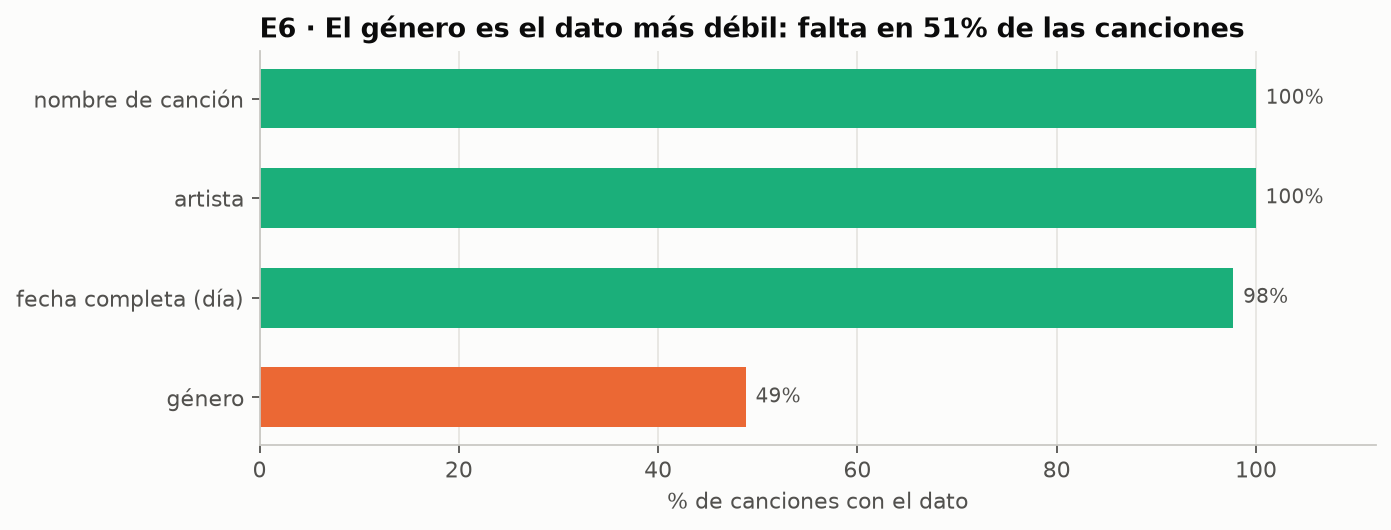 E6 · El género es el dato más débil: falta en 51% de las canciones
nombre de canción
100%
artista
100%
fecha completa (día)
98%
género
49%
0 20 40 60 80 100
% de canciones con el dato